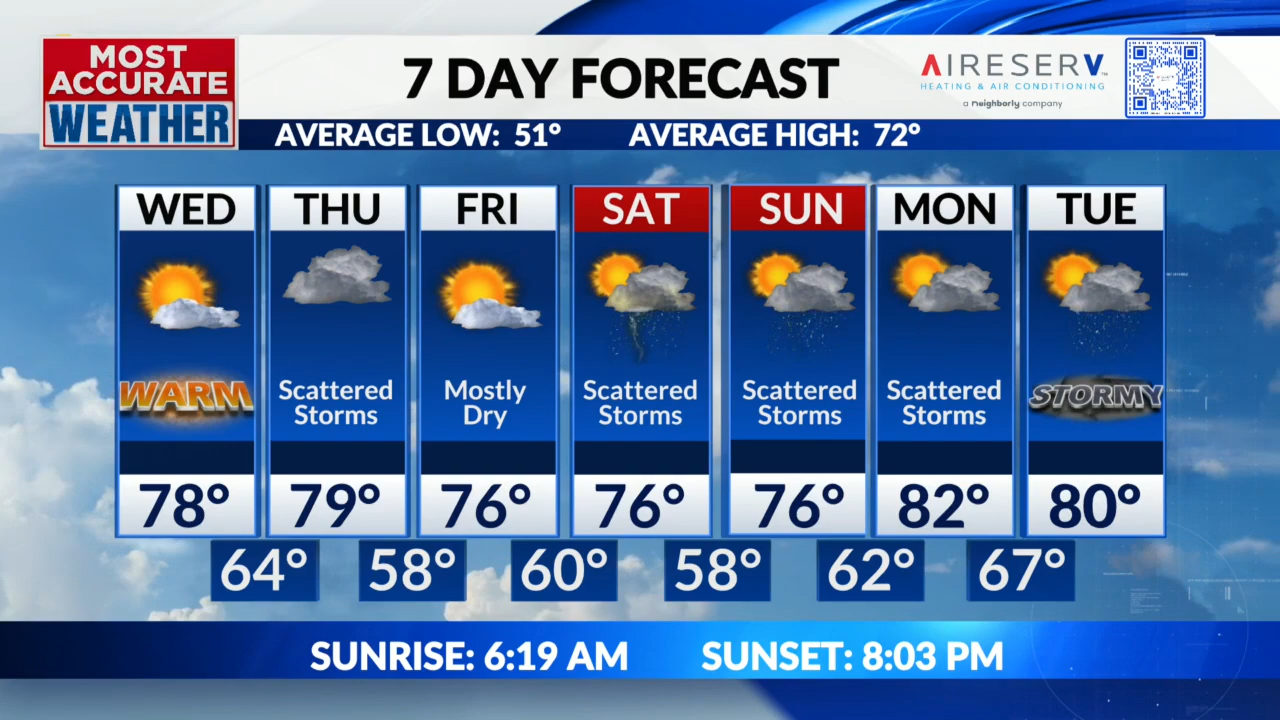 MOST
ACCURATE
WEATHER
7 DAY FORECAST
AIRESERV™
HEATING & AIR CONDITIONING
a neighborly company
AVERAGE LOW: 51° AVERAGE HIGH: 72°
WED THU FRI SAT SUN MON TUE
WARM
Scattered
Storms
Mostly
Dry
Scattered
Storms
Scattered
Storms
Scattered
Storms
STORMY
78° 79° 76° 76° 76° 82° 80°
64° 58° 60° 58° 62° 67°
SUNRISE: 6:19 AM SUNSET: 8:03 PM